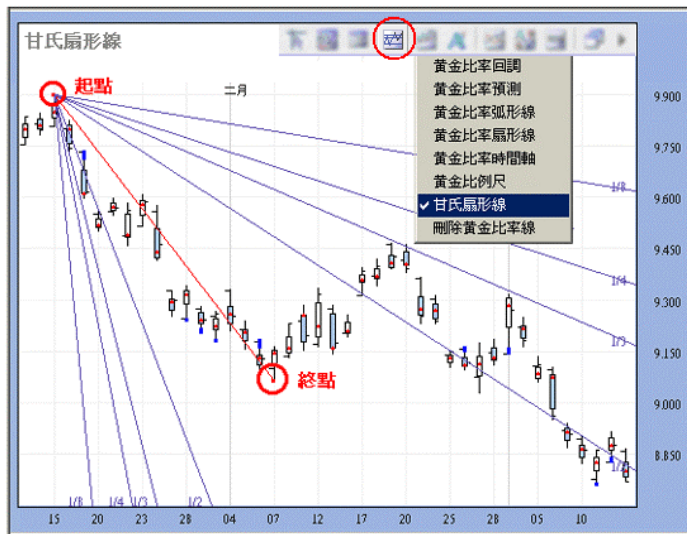 甘氏扇形線
黃金比率回調
黃金比率預測
黃金比率弧形線
黃金比率扇形線
黃金比率時間軸
黃金比例尺
✓ 甘氏扇形線
刪除黃金比率線
起點
二月
終點
9.900
9.750
9.600
9.450
9.300
9.150
9.000
8.850
1/8
1/4
1/3
1/2
1/8 1/4 1/3 1/2
15 20 23 28 04 07 12 17 20 25 28 05 10